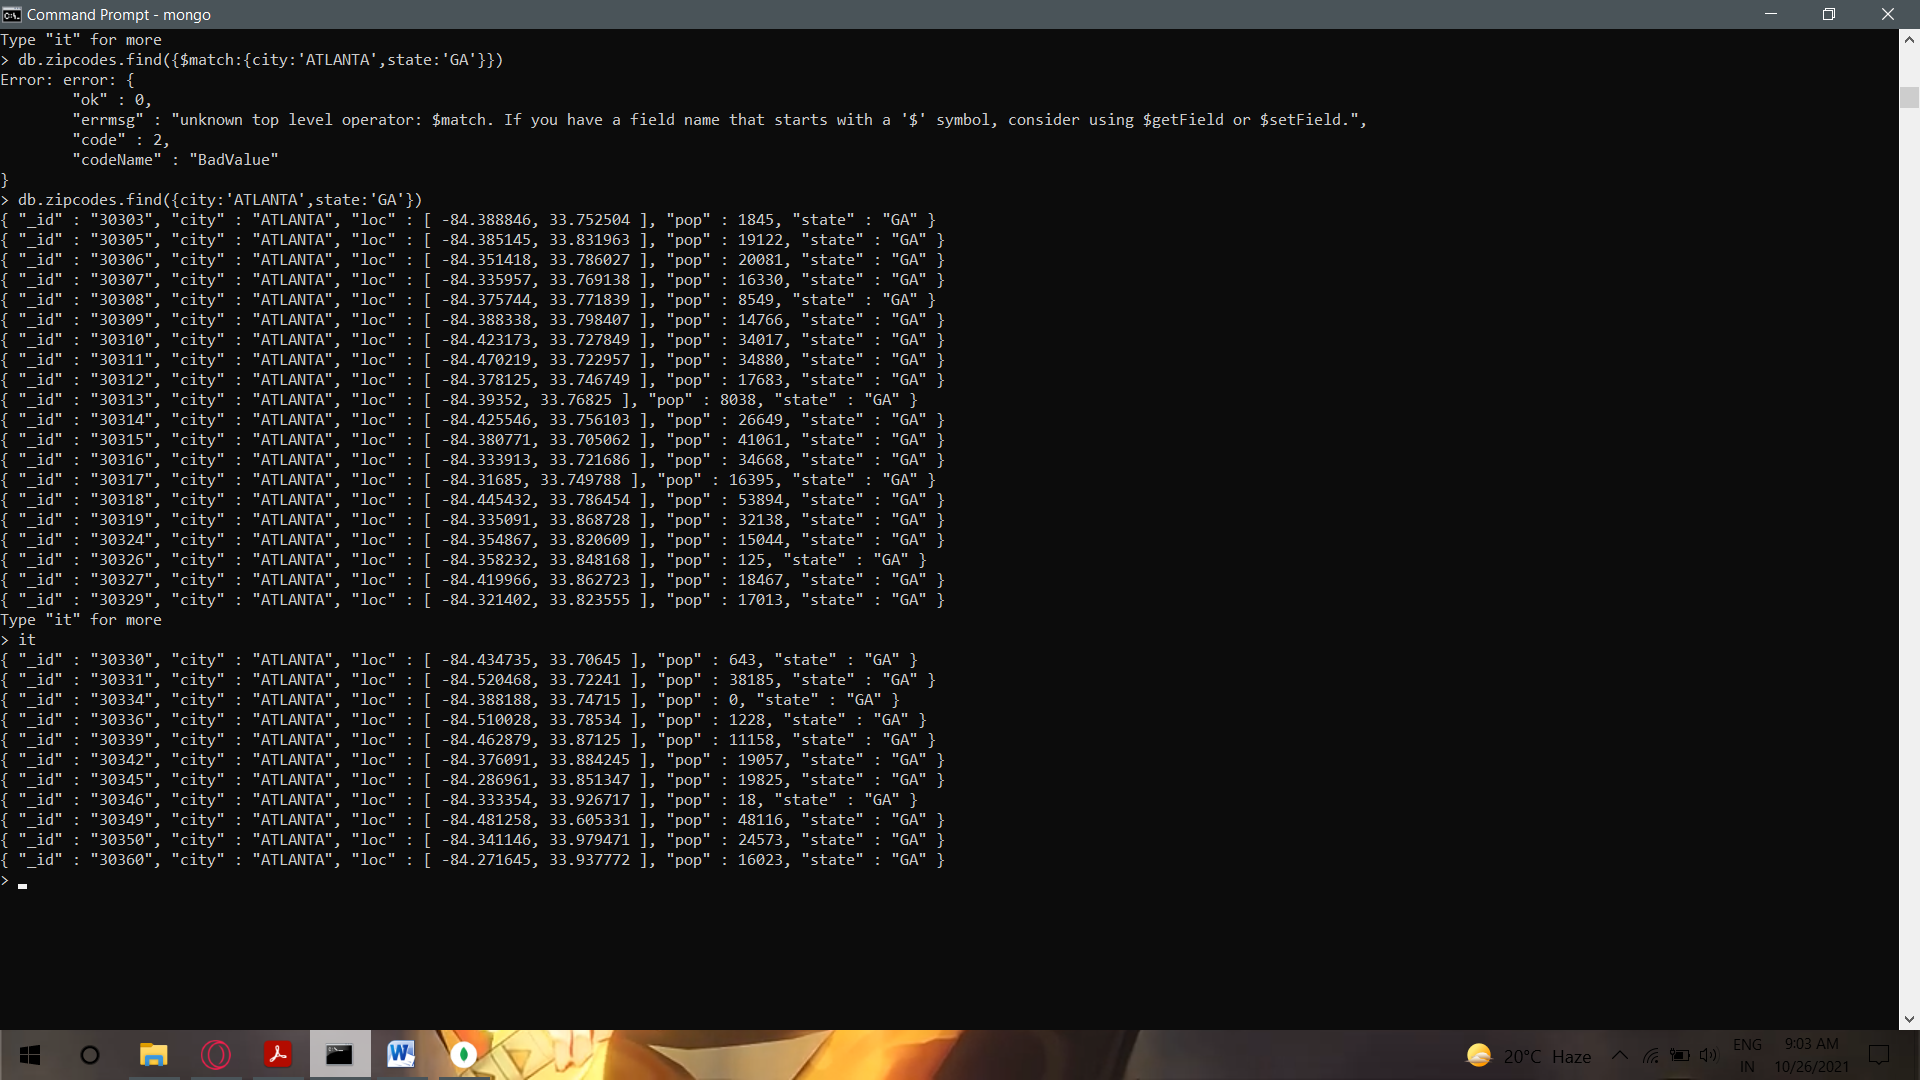 Command Prompt - mongo
Type "it" for more
> db.zipcodes.find({$match:{city:'ATLANTA',state:'GA'}})
Error: error: {
        "ok" : 0,
        "errmsg" : "unknown top level operator: $match. If you have a field name that starts with a '$' symbol, consider using $getField or $setField.",
        "code" : 2,
        "codeName" : "BadValue"
}
> db.zipcodes.find({city:'ATLANTA',state:'GA'})
{ "_id" : "30303", "city" : "ATLANTA", "loc" : [ -84.388846, 33.752504 ], "pop" : 1845, "state" : "GA" }
{ "_id" : "30305", "city" : "ATLANTA", "loc" : [ -84.385145, 33.831963 ], "pop" : 19122, "state" : "GA" }
{ "_id" : "30306", "city" : "ATLANTA", "loc" : [ -84.351418, 33.786027 ], "pop" : 20081, "state" : "GA" }
{ "_id" : "30307", "city" : "ATLANTA", "loc" : [ -84.335957, 33.769138 ], "pop" : 16330, "state" : "GA" }
{ "_id" : "30308", "city" : "ATLANTA", "loc" : [ -84.375744, 33.771839 ], "pop" : 8549, "state" : "GA" }
{ "_id" : "30309", "city" : "ATLANTA", "loc" : [ -84.388338, 33.798407 ], "pop" : 14766, "state" : "GA" }
{ "_id" : "30310", "city" : "ATLANTA", "loc" : [ -84.423173, 33.727849 ], "pop" : 34017, "state" : "GA" }
{ "_id" : "30311", "city" : "ATLANTA", "loc" : [ -84.470219, 33.722957 ], "pop" : 34880, "state" : "GA" }
{ "_id" : "30312", "city" : "ATLANTA", "loc" : [ -84.378125, 33.746749 ], "pop" : 17683, "state" : "GA" }
{ "_id" : "30313", "city" : "ATLANTA", "loc" : [ -84.39352, 33.76825 ], "pop" : 8038, "state" : "GA" }
{ "_id" : "30314", "city" : "ATLANTA", "loc" : [ -84.425546, 33.756103 ], "pop" : 26649, "state" : "GA" }
{ "_id" : "30315", "city" : "ATLANTA", "loc" : [ -84.380771, 33.705062 ], "pop" : 41061, "state" : "GA" }
{ "_id" : "30316", "city" : "ATLANTA", "loc" : [ -84.333913, 33.721686 ], "pop" : 34668, "state" : "GA" }
{ "_id" : "30317", "city" : "ATLANTA", "loc" : [ -84.31685, 33.749788 ], "pop" : 16395, "state" : "GA" }
{ "_id" : "30318", "city" : "ATLANTA", "loc" : [ -84.445432, 33.786454 ], "pop" : 53894, "state" : "GA" }
{ "_id" : "30319", "city" : "ATLANTA", "loc" : [ -84.335091, 33.868728 ], "pop" : 32138, "state" : "GA" }
{ "_id" : "30324", "city" : "ATLANTA", "loc" : [ -84.354867, 33.820609 ], "pop" : 15044, "state" : "GA" }
{ "_id" : "30326", "city" : "ATLANTA", "loc" : [ -84.358232, 33.848168 ], "pop" : 125, "state" : "GA" }
{ "_id" : "30327", "city" : "ATLANTA", "loc" : [ -84.419966, 33.862723 ], "pop" : 18467, "state" : "GA" }
{ "_id" : "30329", "city" : "ATLANTA", "loc" : [ -84.321402, 33.823555 ], "pop" : 17013, "state" : "GA" }
Type "it" for more
> it
{ "_id" : "30330", "city" : "ATLANTA", "loc" : [ -84.434735, 33.70645 ], "pop" : 643, "state" : "GA" }
{ "_id" : "30331", "city" : "ATLANTA", "loc" : [ -84.520468, 33.72241 ], "pop" : 38185, "state" : "GA" }
{ "_id" : "30334", "city" : "ATLANTA", "loc" : [ -84.388188, 33.74715 ], "pop" : 0, "state" : "GA" }
{ "_id" : "30336", "city" : "ATLANTA", "loc" : [ -84.510028, 33.78534 ], "pop" : 1228, "state" : "GA" }
{ "_id" : "30339", "city" : "ATLANTA", "loc" : [ -84.462879, 33.87125 ], "pop" : 11158, "state" : "GA" }
{ "_id" : "30342", "city" : "ATLANTA", "loc" : [ -84.376091, 33.884245 ], "pop" : 19057, "state" : "GA" }
{ "_id" : "30345", "city" : "ATLANTA", "loc" : [ -84.286961, 33.851347 ], "pop" : 19825, "state" : "GA" }
{ "_id" : "30346", "city" : "ATLANTA", "loc" : [ -84.333354, 33.926717 ], "pop" : 18, "state" : "GA" }
{ "_id" : "30349", "city" : "ATLANTA", "loc" : [ -84.481258, 33.605331 ], "pop" : 48116, "state" : "GA" }
{ "_id" : "30350", "city" : "ATLANTA", "loc" : [ -84.341146, 33.979471 ], "pop" : 24573, "state" : "GA" }
{ "_id" : "30360", "city" : "ATLANTA", "loc" : [ -84.271645, 33.937772 ], "pop" : 16023, "state" : "GA" }
>
20°C Haze
ENG
IN
9:03 AM
10/26/2021